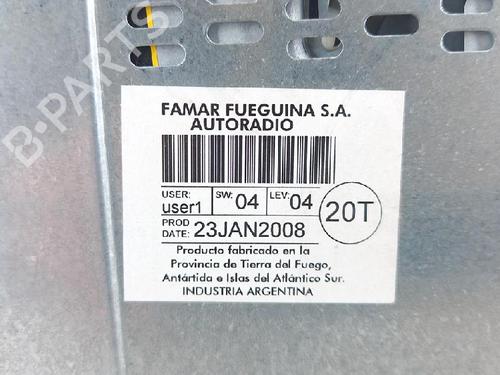 FAMAR FUEGUINA S.A.
AUTORADIO
USER: user1 SW: 04 LEV: 04
20T
PROD DATE: 23JAN2008
Producto fabricado en la
Provincia de Tierra del Fuego,
Antártida e Islas del Atlántico Sur.
INDUSTRIA ARGENTINA
B-PARTS